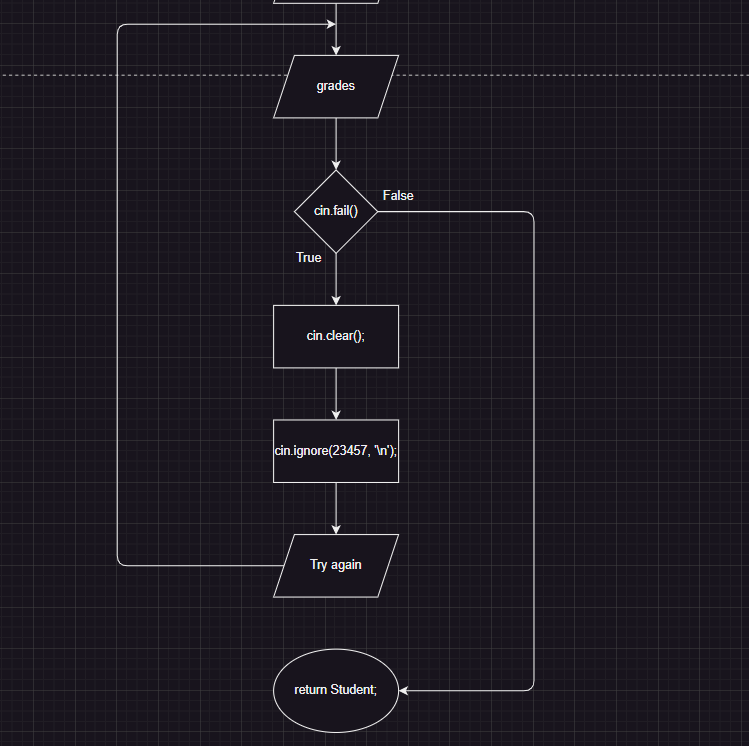 grades
cin.fail()
False
True
cin.clear();
cin.ignore(23457, '\n');
Try again
return Student;